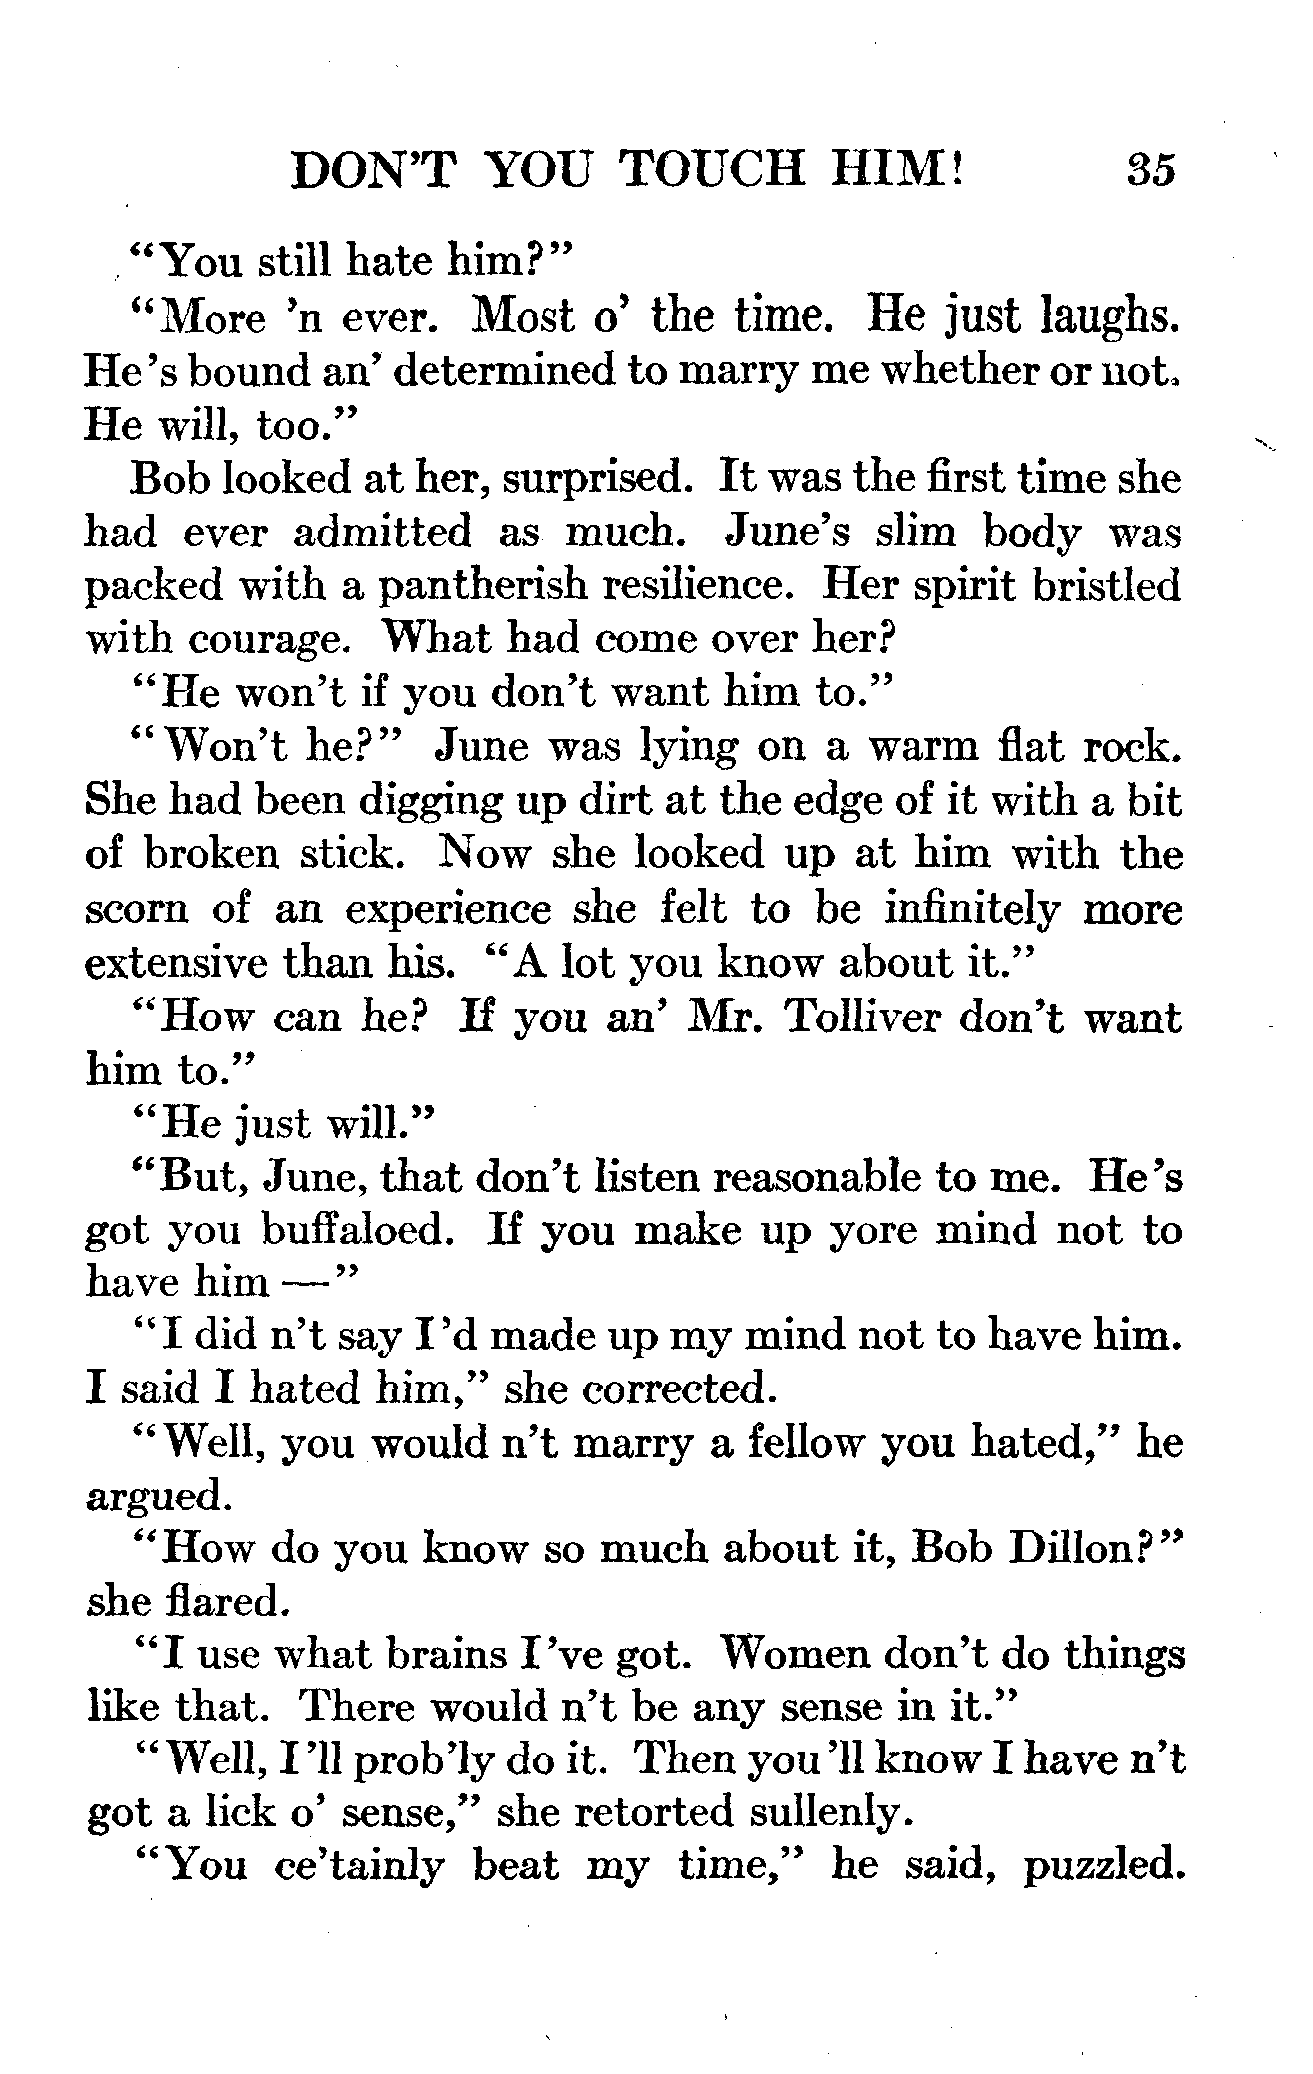 DON'T YOU TOUCH HIM! 35
"You still hate him?"
"More 'n ever. Most o' the time. He just laughs.
He's bound an' determined to marry me whether or not.
He will, too."
Bob looked at her, surprised. It was the first time she
had ever admitted as much. June's slim body was
packed with a pantherish resilience. Her spirit bristled
with courage. What had come over her?
"He won't if you don't want him to."
"Won't he?" June was lying on a warm flat rock.
She had been digging up dirt at the edge of it with a bit
of broken stick. Now she looked up at him with the
scorn of an experience she felt to be infinitely more
extensive than his. "A lot you know about it."
"How can he? If you an' Mr. Tolliver don't want
him to."
"He just will."
"But, June, that don't listen reasonable to me. He's
got you buffaloed. If you make up yore mind not to
have him —"
"I did n't say I'd made up my mind not to have him.
I said I hated him," she corrected.
"Well, you would n't marry a fellow you hated," he
argued.
"How do you know so much about it, Bob Dillon?"
she flared.
"I use what brains I've got. Women don't do things
like that. There would n't be any sense in it."
"Well, I'll prob'ly do it. Then you'll know I have n't
got a lick o' sense," she retorted sullenly.
"You ce'tainly beat my time," he said, puzzled.